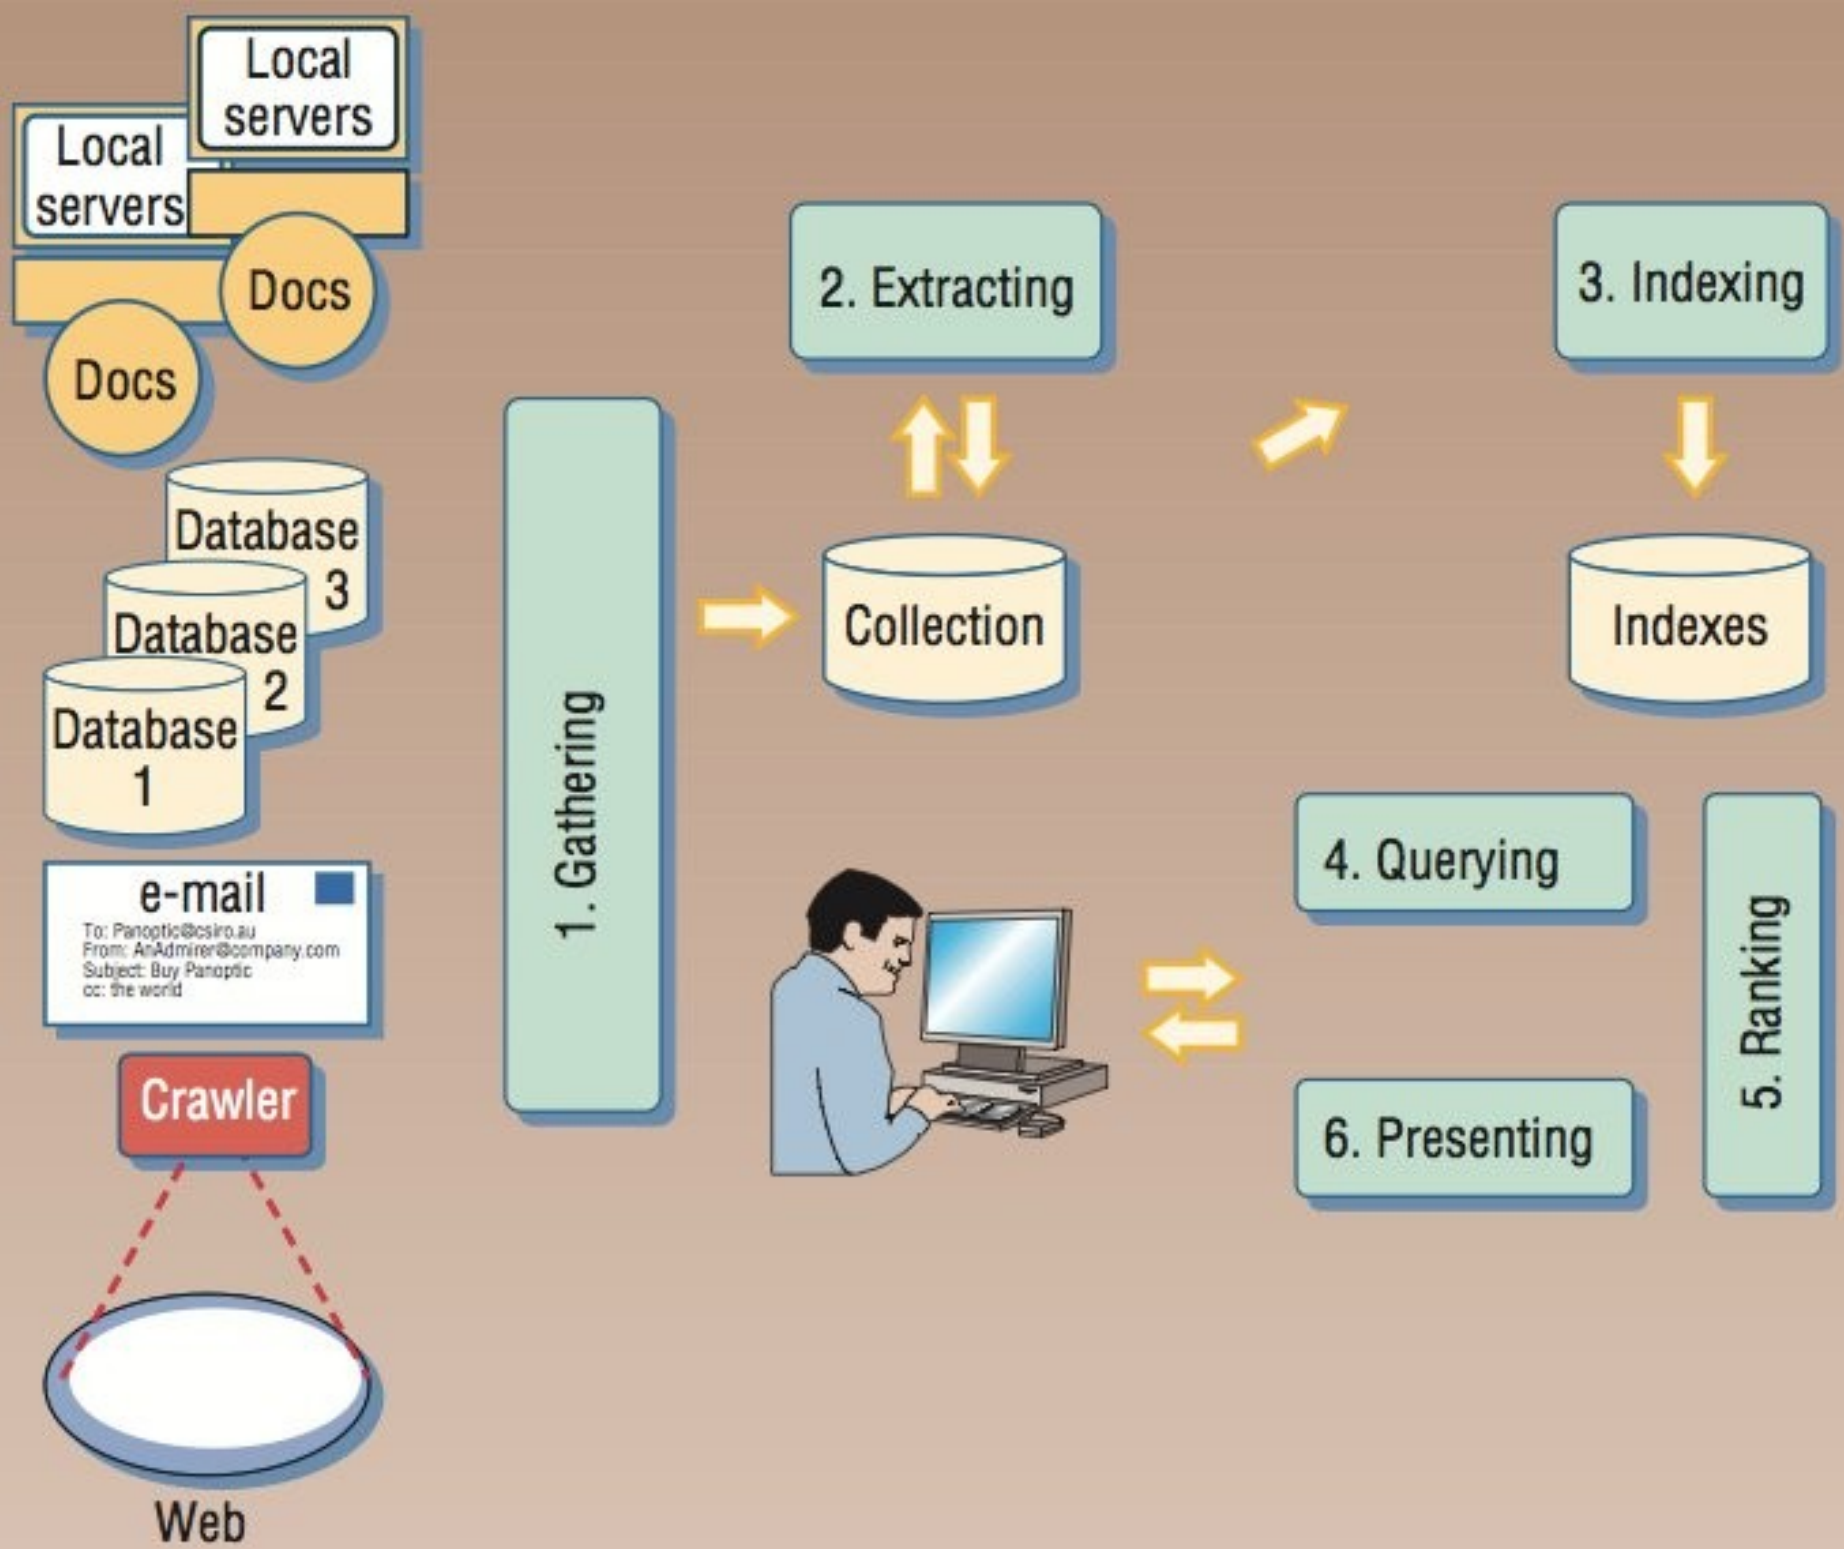 Local
servers
Local
servers
Docs
Docs
Database
3
Database
2
Database
1
e-mail
To: Panoptic@csiro.au
From: AnAdmirer@company.com
Subject: Buy Panoptic
cc: the world
Crawler
Web
1. Gathering
2. Extracting
Collection
3. Indexing
Indexes
4. Querying
5. Ranking
6. Presenting